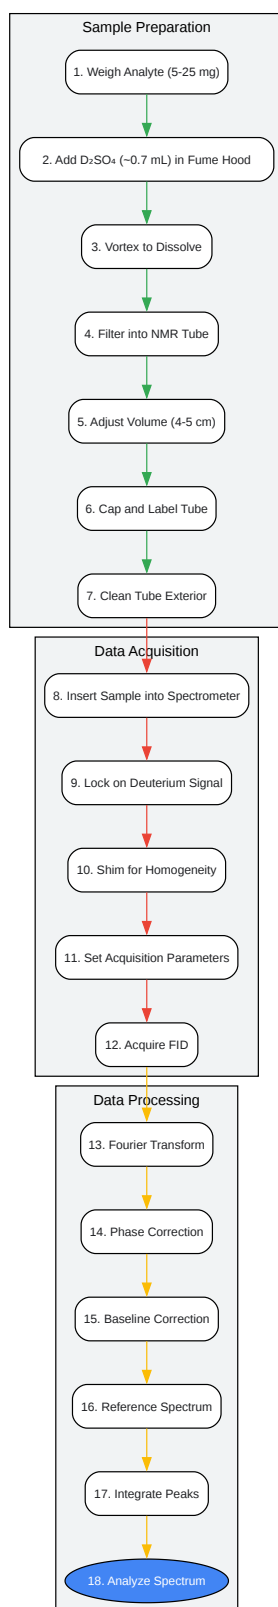 Sample Preparation
1. Weigh Analyte (5-25 mg)
2. Add D₂SO₄ (~0.7 mL) in Fume Hood
3. Vortex to Dissolve
4. Filter into NMR Tube
5. Adjust Volume (4-5 cm)
6. Cap and Label Tube
7. Clean Tube Exterior
Data Acquisition
8. Insert Sample into Spectrometer
9. Lock on Deuterium Signal
10. Shim for Homogeneity
11. Set Acquisition Parameters
12. Acquire FID
Data Processing
13. Fourier Transform
14. Phase Correction
15. Baseline Correction
16. Reference Spectrum
17. Integrate Peaks
18. Analyze Spectrum